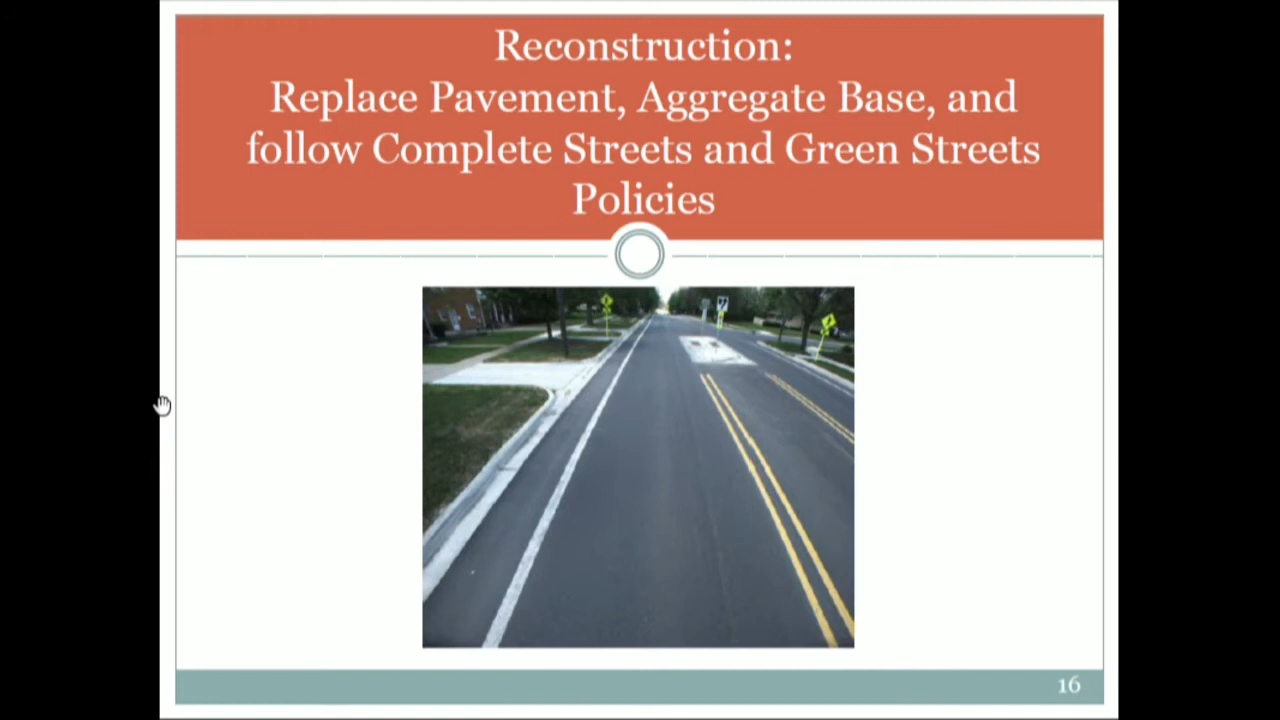 Reconstruction:
Replace Pavement, Aggregate Base, and
follow Complete Streets and Green Streets
Policies
16